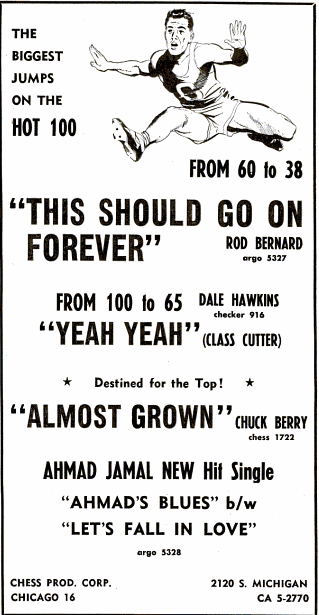 THE
BIGGEST
JUMPS
ON THE
HOT 100
S
FROM 60 to 38
"THIS SHOULD GO ON
FOREVER"
ROD BERNARD
argo 5327
FROM 100 to 65
DALE HAWKINS
checker 916
"YEAH YEAH" (CLASS CUTTER)
★ Destined for the Top! ★
"ALMOST GROWN" CHUCK BERRY
chess 1722
AHMAD JAMAL NEW Hit Single
"AHMAD'S BLUES" b/w
"LET'S FALL IN LOVE"
argo 5328
CHESS PROD. CORP.
CHICAGO 16
2120 S. MICHIGAN
CA 5-2770